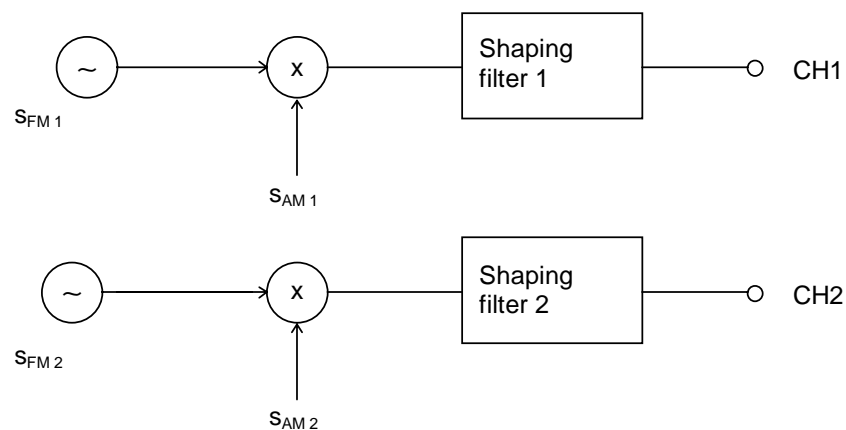 ~
x
Shaping
filter 1
CH1
sFM 1
sAM 1
~
x
Shaping
filter 2
CH2
sFM 2
sAM 2